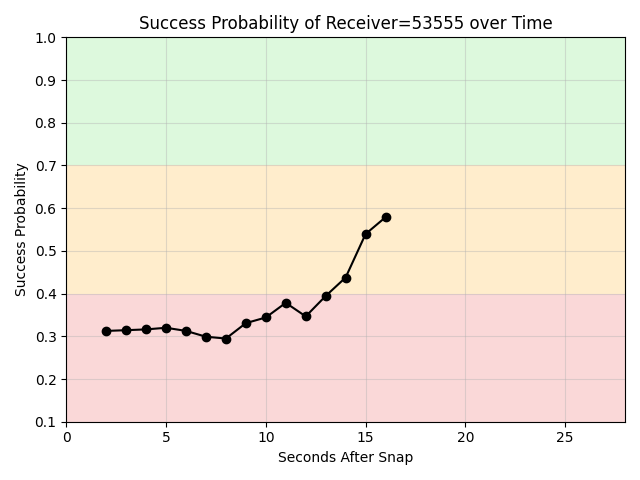 Success Probability of Receiver=53555 over Time
1.0
0.9
0.8
0.7
0.6
0.5
0.4
0.3
0.2
0.1
Success Probability
0 5 10 15 20 25
Seconds After Snap